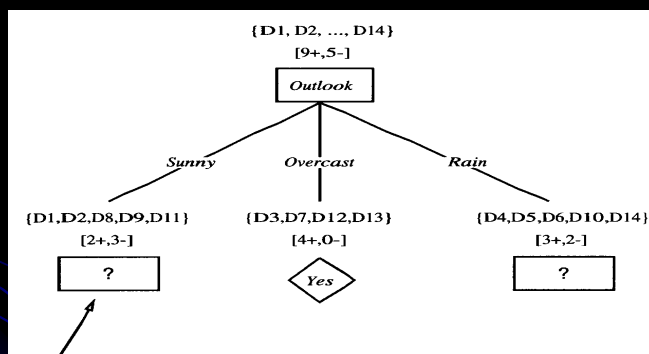 {D1, D2, ..., D14}
[9+,5-]
Outlook
Sunny Overcast Rain
{D1,D2,D8,D9,D11} {D3,D7,D12,D13} {D4,D5,D6,D10,D14}
[2+,3-] [4+,0-] [3+,2-]
? Yes ?